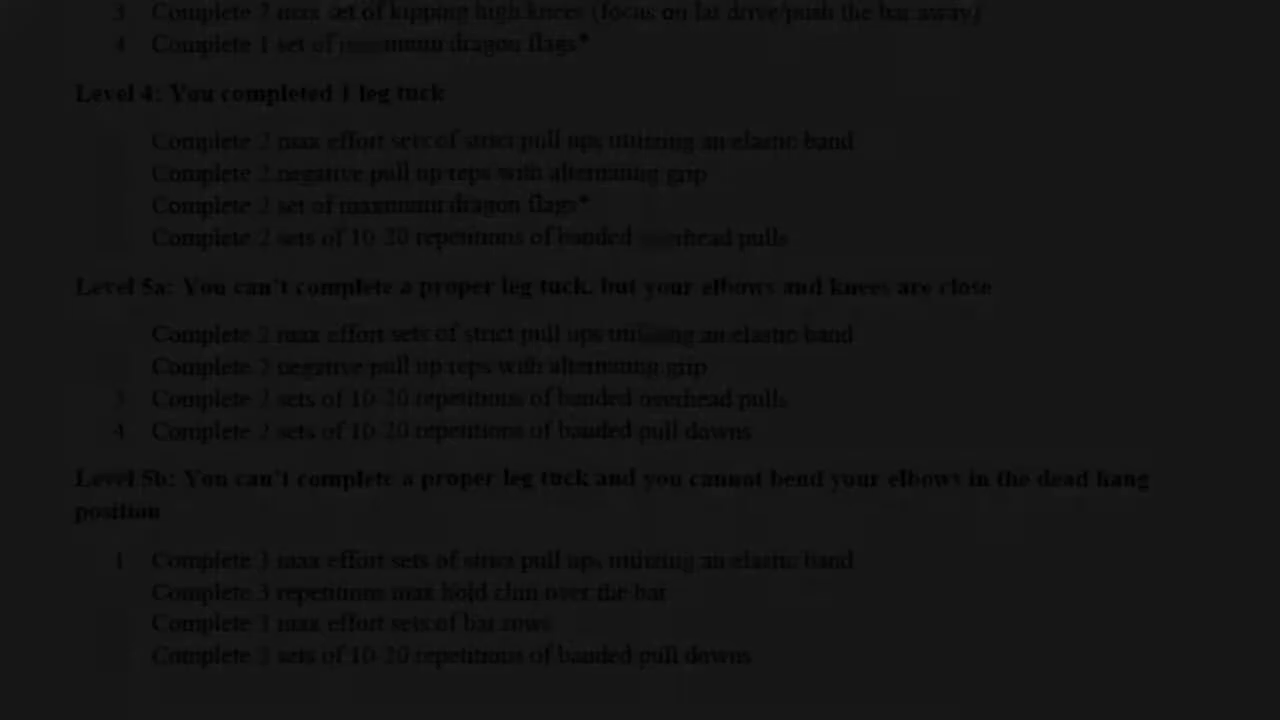 3. Complete 2 max set of kipping high knees (focus on lat drive/push the bar away)
4. Complete 1 set of maximum dragon flags*
Level 4: You completed 1 leg tuck
Complete 2 max effort sets of strict pull ups utilizing an elastic band
Complete 2 negative pull up reps with alternating grip
Complete 2 set of maximum dragon flags*
Complete 2 sets of 10-20 repetitions of banded overhead pulls
Level 5a: You can't complete a proper leg tuck, but your elbows and knees are close
Complete 2 max effort sets of strict pull ups utilizing an elastic band
Complete 2 negative pull up reps with alternating grip
3. Complete 2 sets of 10-20 repetitions of banded overhead pulls
4. Complete 2 sets of 10-20 repetitions of banded pull downs
Level 5b: You can't complete a proper leg tuck and you cannot bend your elbows in the dead hang
position
1. Complete 3 max effort sets of strict pull ups utilizing an elastic band
Complete 3 repetitions max hold chin over the bar
Complete 3 max effort sets of bar rows
Complete sets of 10-20 repetitions of banded pull downs